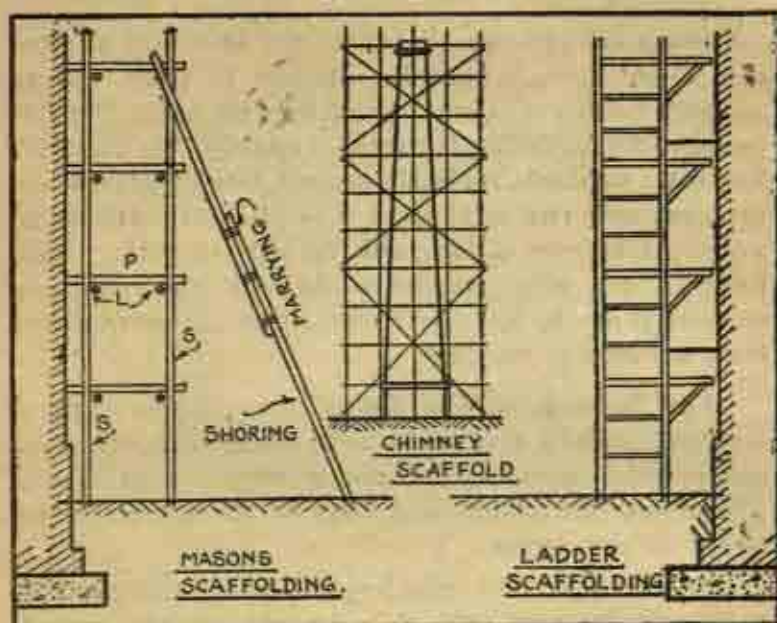 P
L
S
S
MARRYING
SHORING
CHIMNEY
SCAFFOLD
MASONS
SCAFFOLDING.
LADDER
SCAFFOLDING